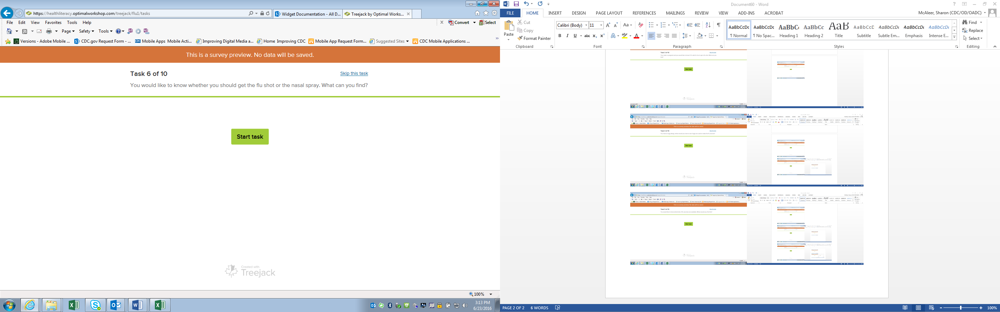 https://healthliteracy.optimalworkshop.com/treejack/flu1/tasks
Widget Documentation - All D...
Treejack by Optimal Works...
File Edit View Favorites Tools Help
Convert Select
Page Safety Tools
Versions - Adobe Mobile ... CDC.gov Request Form - ... Mobile Apps Mobile Acti... Improving Digital Media a... Home Improving CDC Mobile App Request Form... Suggested Sites CDC Mobile Applications ...
This is a survey preview. No data will be saved.
Task 6 of 10
Skip this task
You would like to know whether you should get the flu shot or the nasal spray. What can you find?
Start task
Created with
Treejack
100%
3:13 PM
6/23/2016
Document60 - Word
FILE HOME INSERT DESIGN PAGE LAYOUT REFERENCES MAILINGS REVIEW VIEW ADD-INS ACROBAT
McAleer, Sharon (CDC/OD/OADC)
Paste
Cut
Copy
Format Painter
Clipboard
Calibri (Body) 11
Font
Paragraph
AaBbCcDc AaBbCcDc AaBbC AaBbCc AaB AaBbCcD AaBbCcDc AaBbCcDc AaBbCcDc
¶ Normal ¶ No Spac... Heading 1 Heading 2 Title Subtitle Subtle Em... Emphasis Intense E...
Styles
Find
Replace
Select
Editing
Task 3 of 10
Start task
Treejack
This is a survey preview. No data will be saved.
Task 4 of 10
Start task
Treejack
This is a survey preview. No data will be saved.
Task 5 of 10
Start task
Treejack
PAGE 2 OF 2 6 WORDS
100%